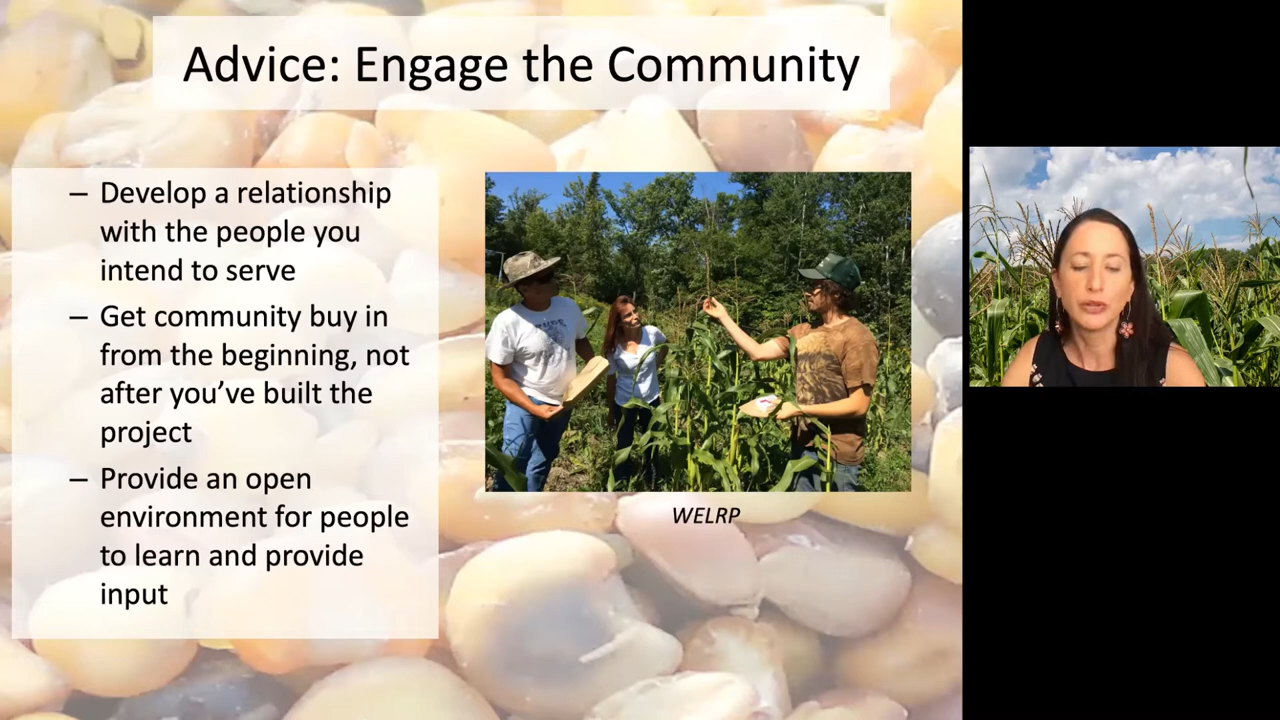 Advice: Engage the Community
– Develop a relationship
with the people you
intend to serve
– Get community buy in
from the beginning, not
after you've built the
project
– Provide an open
environment for people
to learn and provide
input
WELRP